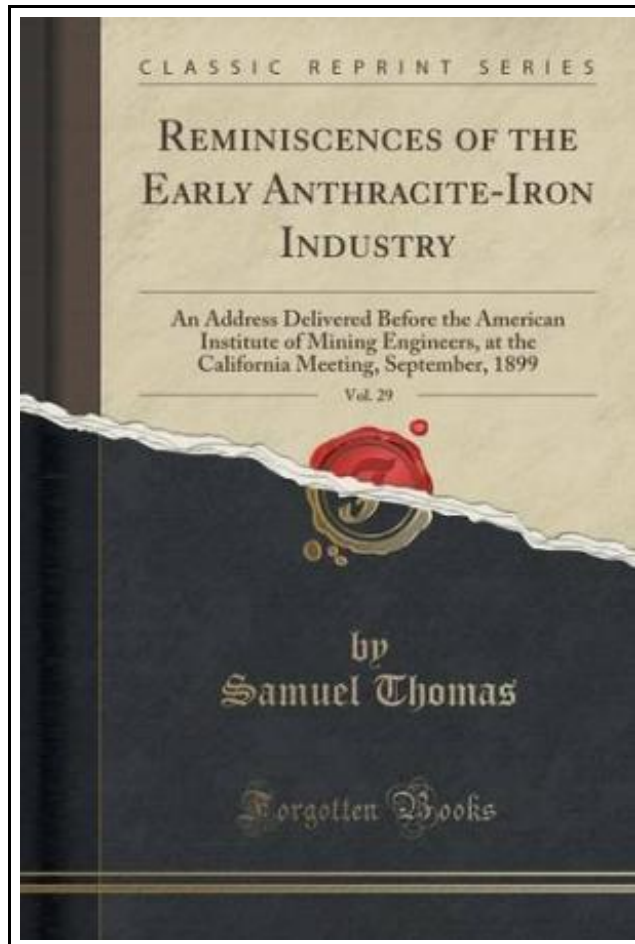 CLASSIC REPRINT SERIES
REMINISCENCES OF THE
EARLY ANTHRACITE-IRON
INDUSTRY
An Address Delivered Before the American
Institute of Mining Engineers, at the
California Meeting, September, 1899
Vol. 29
by
Samuel Thomas
Forgotten Books